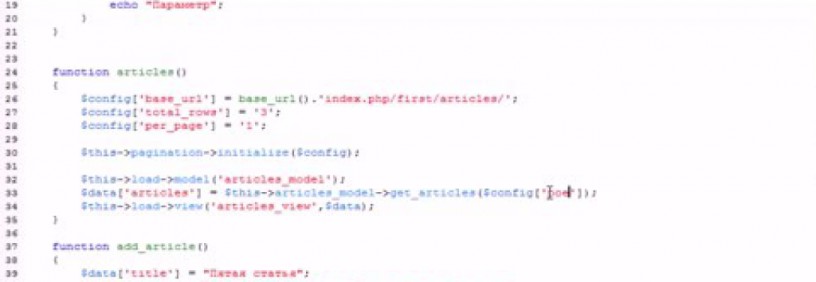 19 echo "Параметр";
20 }
21 }
22
23
24 function articles()
25 {
26 $config['base_url'] = base_url().'index.php/first/articles/';
27 $config['total_rows'] = '3';
28 $config['per_page'] = '1';
29
30 $this->pagination->initialize($config);
31
32 $this->load->model('articles_model');
33 $data['articles'] = $this->articles_model->get_articles($config['']);
34 $this->load->view('articles_view',$data);
35 }
36
37 function add_article()
38 {
39 $data['title'] = "Пятая статья";